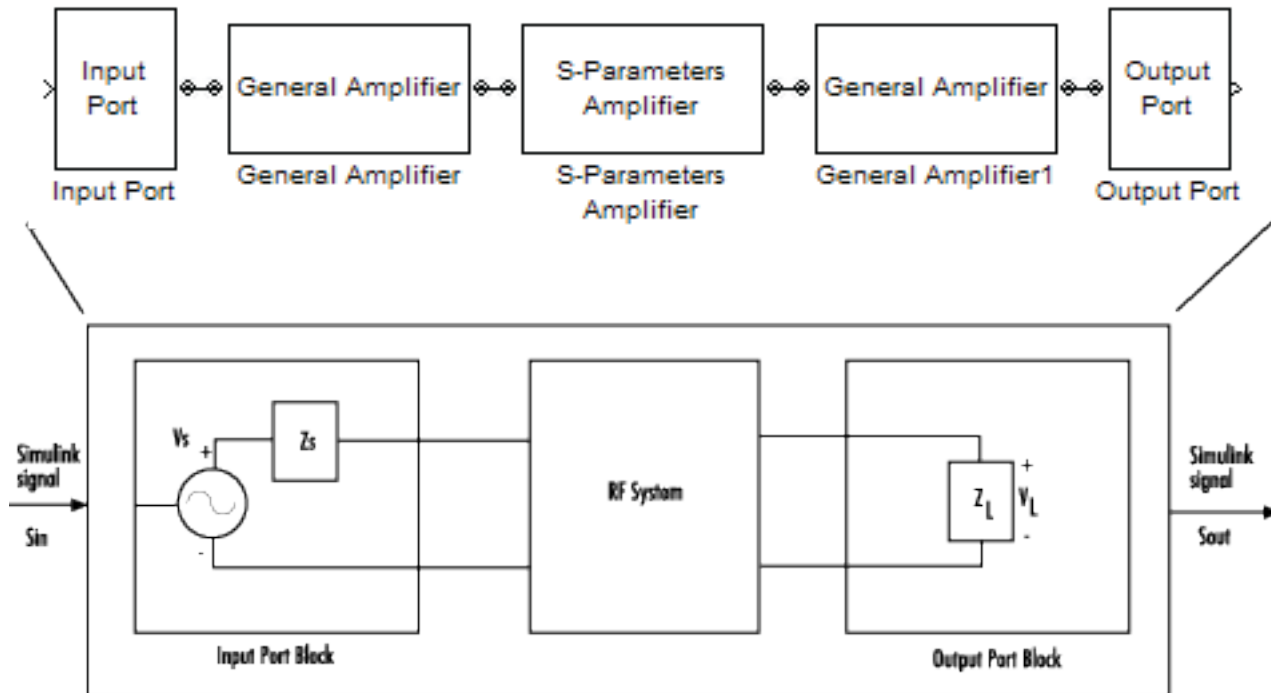 Input
Port
General Amplifier
S-Parameters
Amplifier
General Amplifier
Output
Port
Input Port
General Amplifier
S-Parameters
Amplifier
General Amplifier1
Output Port
Simulink
signal
Sin
Vs
+
-
Zs
RF System
ZL
+
VL
-
Simulink
signal
Sout
Input Port Block
Output Port Block